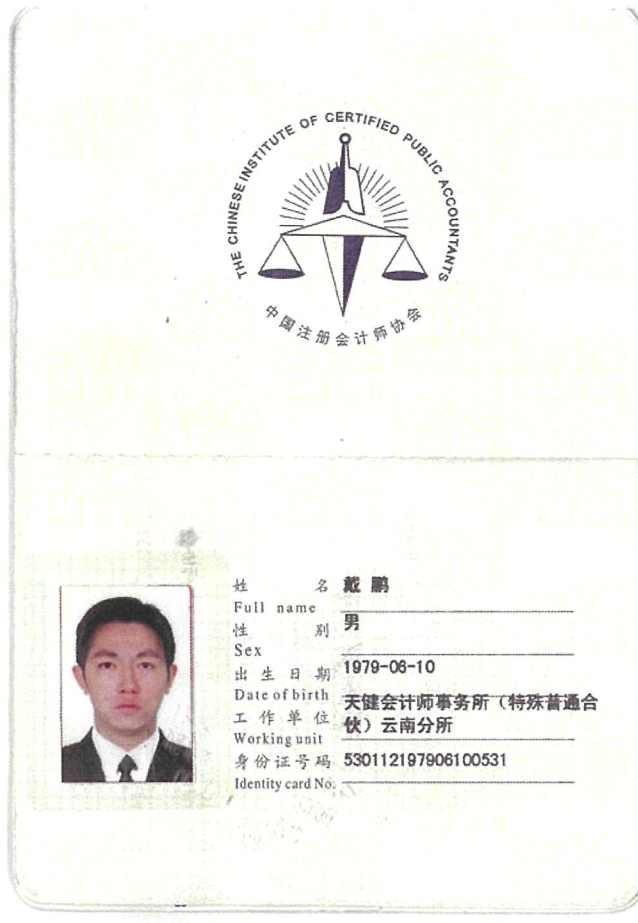 THE CHINESE INSTITUTE OF CERTIFIED PUBLIC ACCOUNTANTS
中国注册会计师协会
姓 名 戴 鹏
Full name
性 别 男
Sex
出 生 日 期 1979-06-10
Date of birth
工 作 单 位 天健会计师事务所（特殊普通合
Working unit 伙）云南分所
身份证号码 530112197906100531
Identity card No.